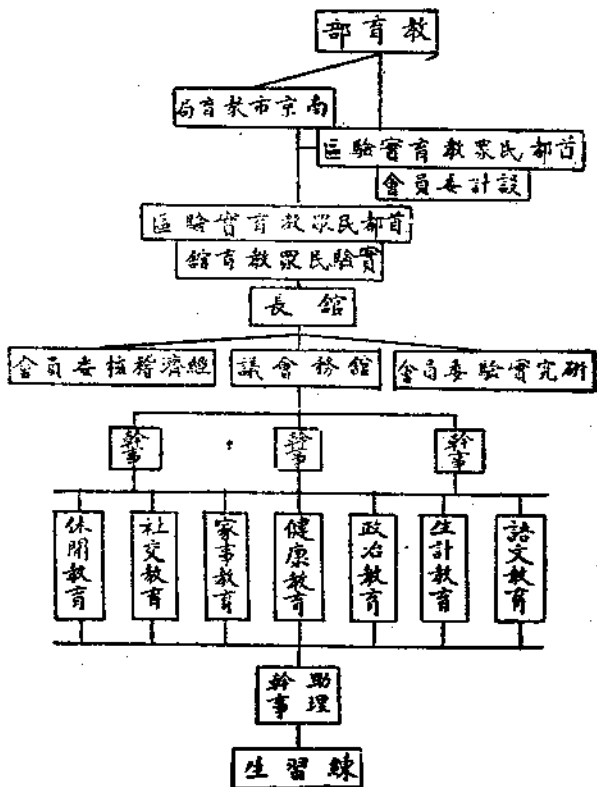 教育部
南京市教育局
首都民眾教育實驗區
設計委員會
首都民眾教育實驗區
實驗民眾教育館
館長
研究實驗委員會
館務會議
經濟稽核委員會
幹事
幹事
幹事
語文教育
生計教育
政治教育
健康教育
家事教育
社交教育
休閒教育
助理
幹事
練習生